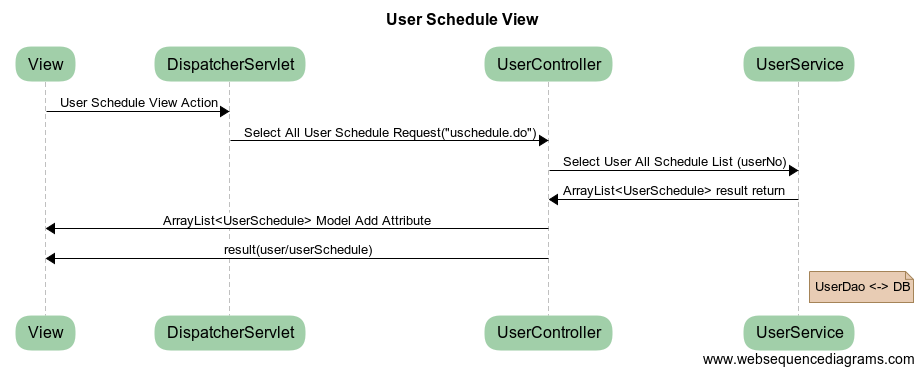 User Schedule View
View DispatcherServlet UserController UserService
User Schedule View Action
Select All User Schedule Request("uschedule.do")
Select User All Schedule List (userNo)
ArrayList<UserSchedule> result return
ArrayList<UserSchedule> Model Add Attribute
result(user/userSchedule)
UserDao <-> DB
View DispatcherServlet UserController UserService
www.websequencediagrams.com